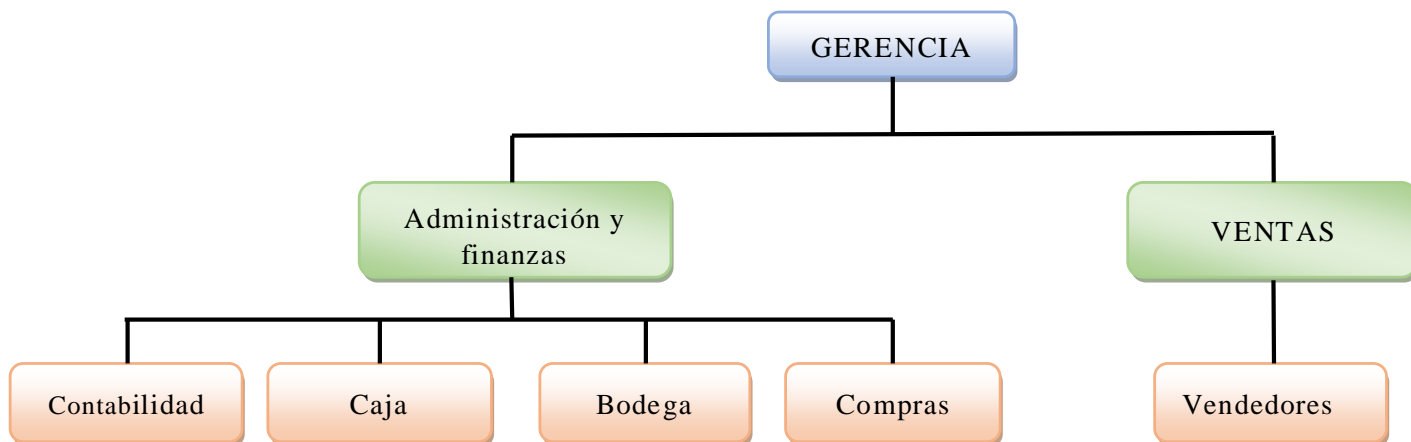 GERENCIA
Administración y
finanzas
VENTAS
Contabilidad
Caja
Bodega
Compras
Vendedores